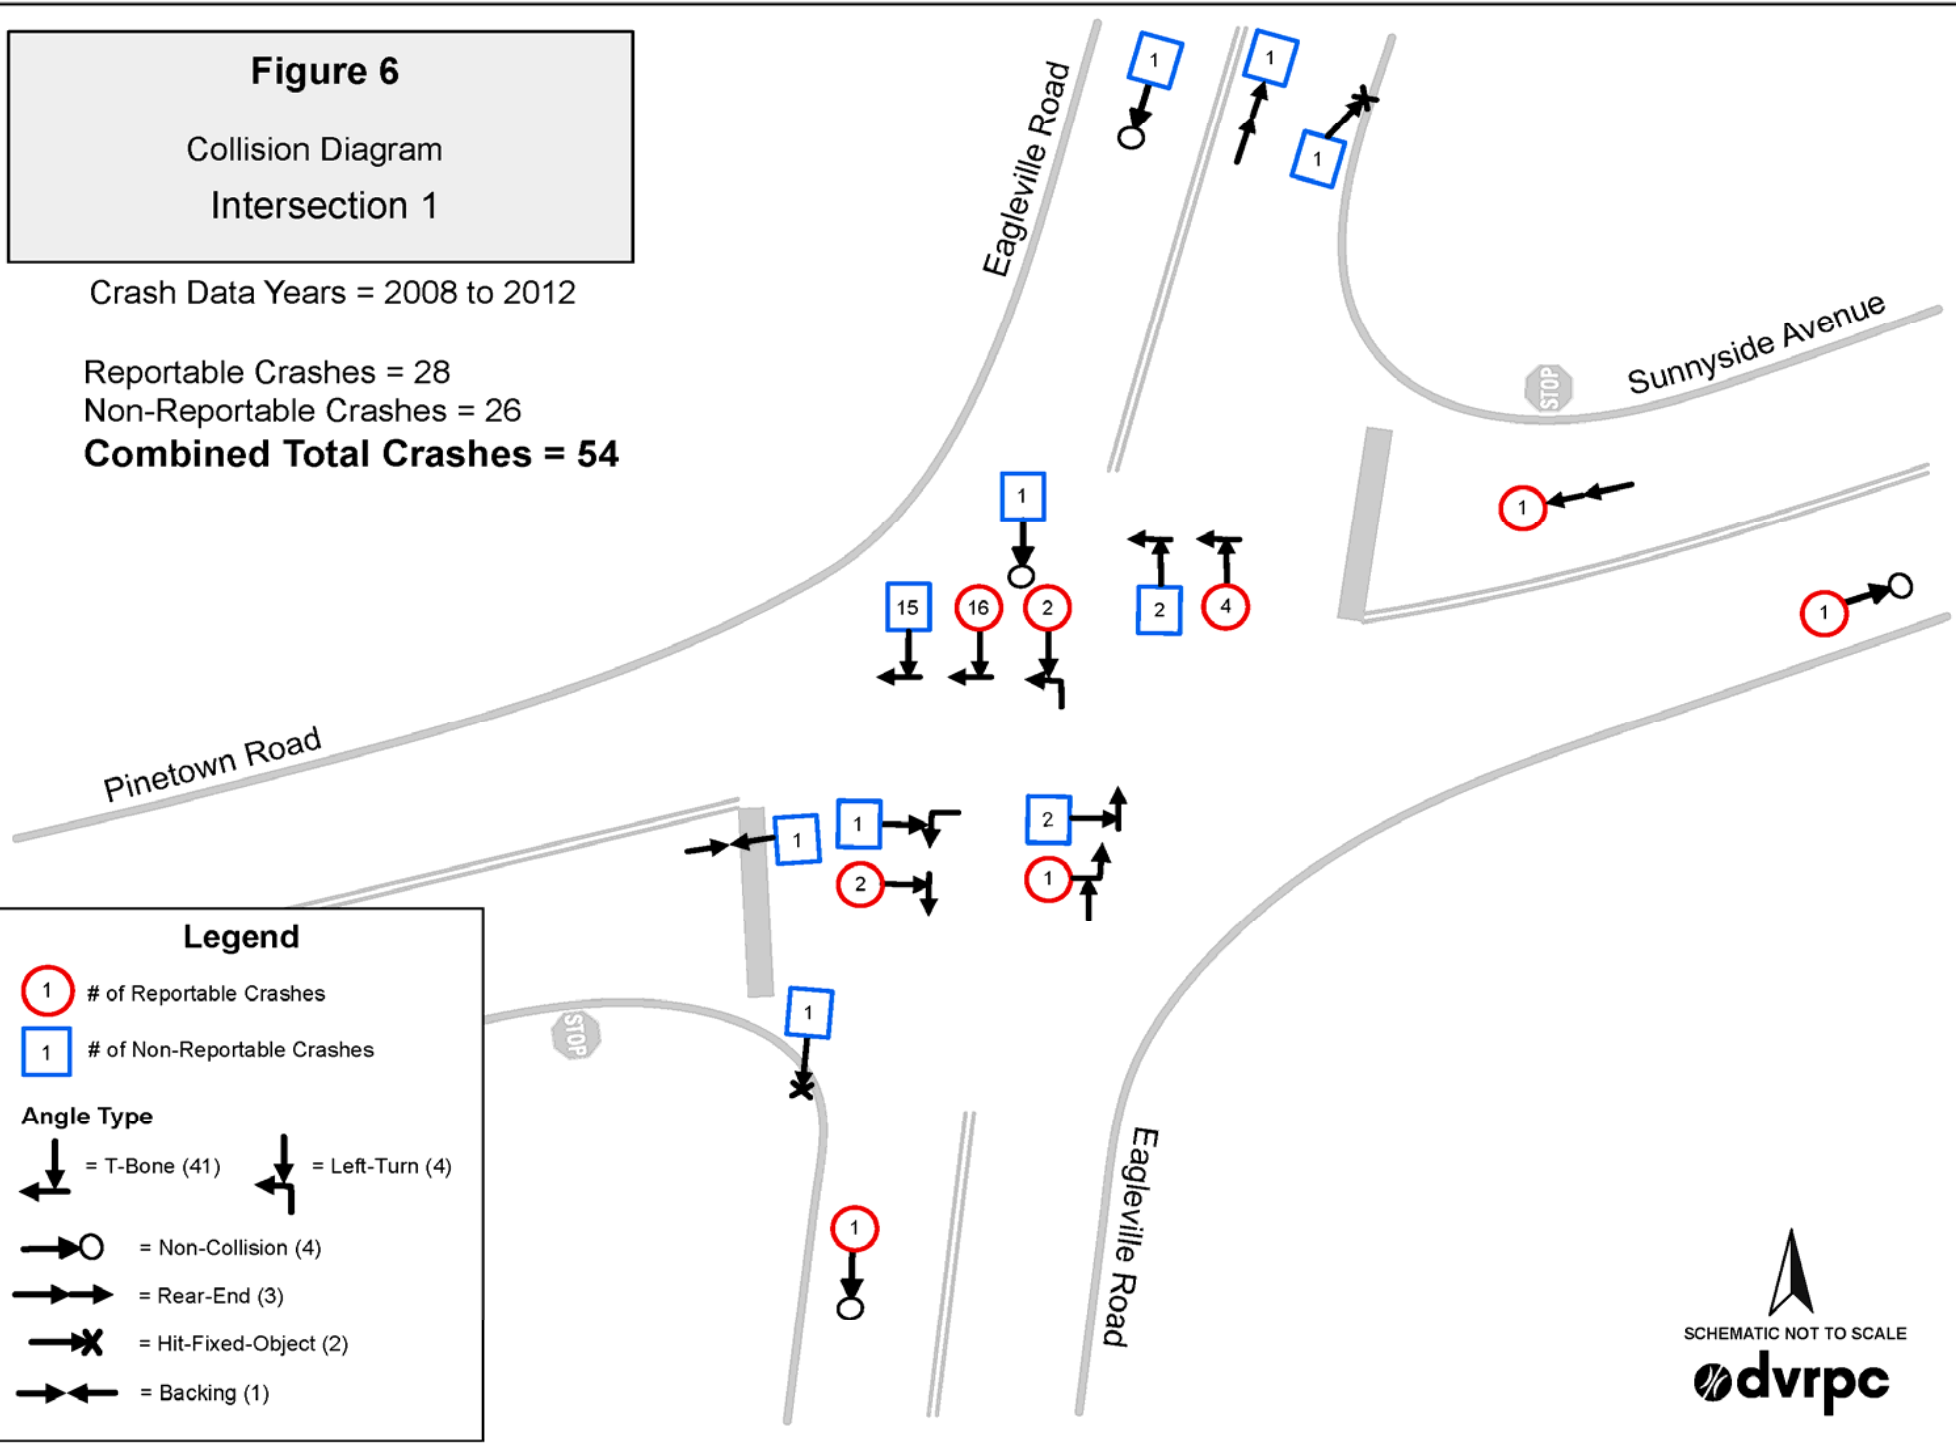 Figure 6
Collision Diagram
Intersection 1
Crash Data Years = 2008 to 2012
Reportable Crashes = 28
Non-Reportable Crashes = 26
Combined Total Crashes = 54
Eagleville Road
1
1
1
Sunnyside Avenue
STOP
1
1
1
15
16
2
2
4
Pinetown Road
1
1
2
2
1
1
STOP
1
Eagleville Road
Legend
1 # of Reportable Crashes
1 # of Non-Reportable Crashes
Angle Type
= T-Bone (41)
= Left-Turn (4)
= Non-Collision (4)
= Rear-End (3)
= Hit-Fixed-Object (2)
= Backing (1)
SCHEMATIC NOT TO SCALE
dvrpc